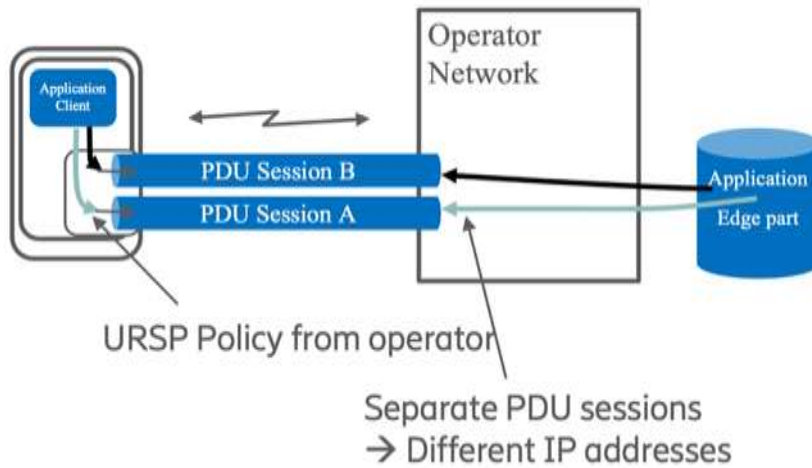 Operator
Network
Application
Client
PDU Session B
PDU Session A
Application
Edge part
URSP Policy from operator
Separate PDU sessions
→ Different IP addresses